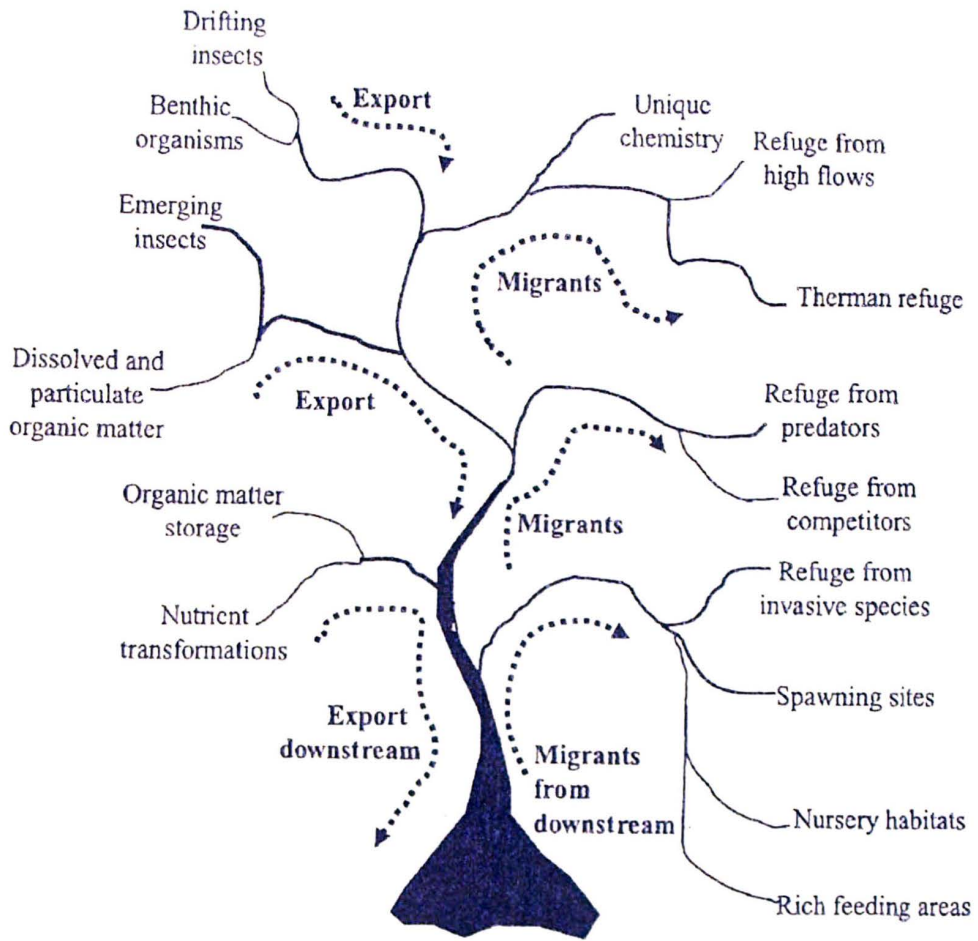 Drifting
insects
Export
Benthic
organisms
Unique
chemistry
Refuge from
high flows
Emerging
insects
Migrants
Therman refuge
Dissolved and
particulate
organic matter
Export
Refuge from
predators
Organic matter
storage
Migrants
Refuge from
competitors
Nutrient
transformations
Refuge from
invasive species
Export
downstream
Spawning sites
Migrants
from
downstream
Nursery habitats
Rich feeding areas